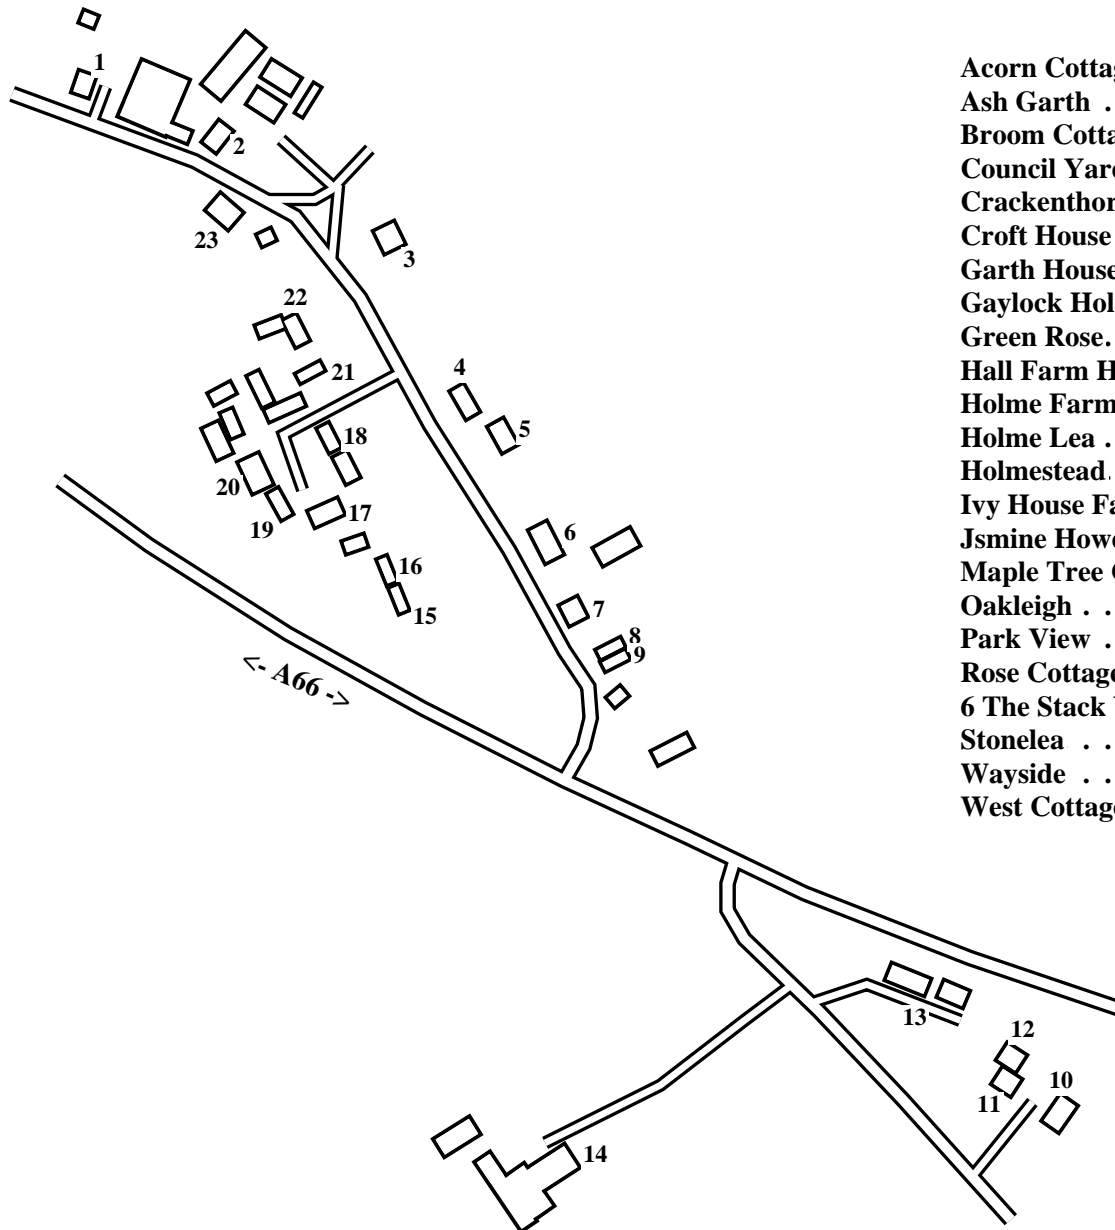 1
2
23
3
22
21
4
5
18
20
19
17
6
16
15
7
8
9
<- A66 ->
13
12
11
10
14
Acorn Cottag
Ash Garth .
Broom Cotta
Council Yard
Crackenthor
Croft House
Garth House
Gaylock Hol
Green Rose.
Hall Farm H
Holme Farm
Holme Lea .
Holmestead.
Ivy House Fa
Jsmine Howe
Maple Tree C
Oakleigh . .
Park View .
Rose Cottage
6 The Stack Y
Stonelea . .
Wayside . .
West Cottage